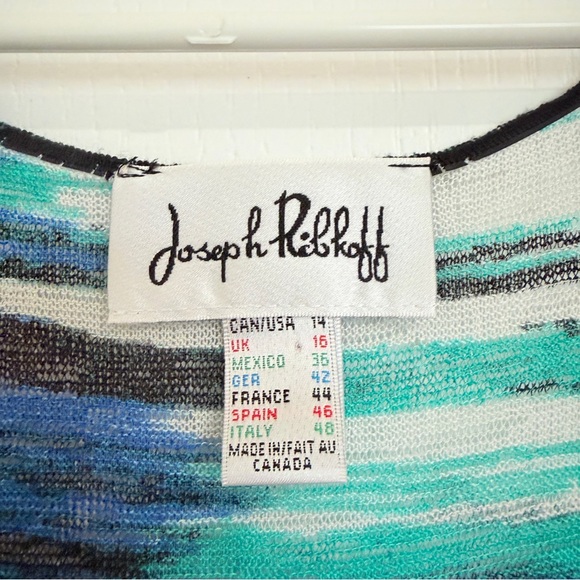 Joseph Ribkoff
CAN/USA 14
UK 16
MEXICO 36
GER 42
FRANCE 44
SPAIN 46
ITALY 48
MADE IN/FAIT AU
CANADA